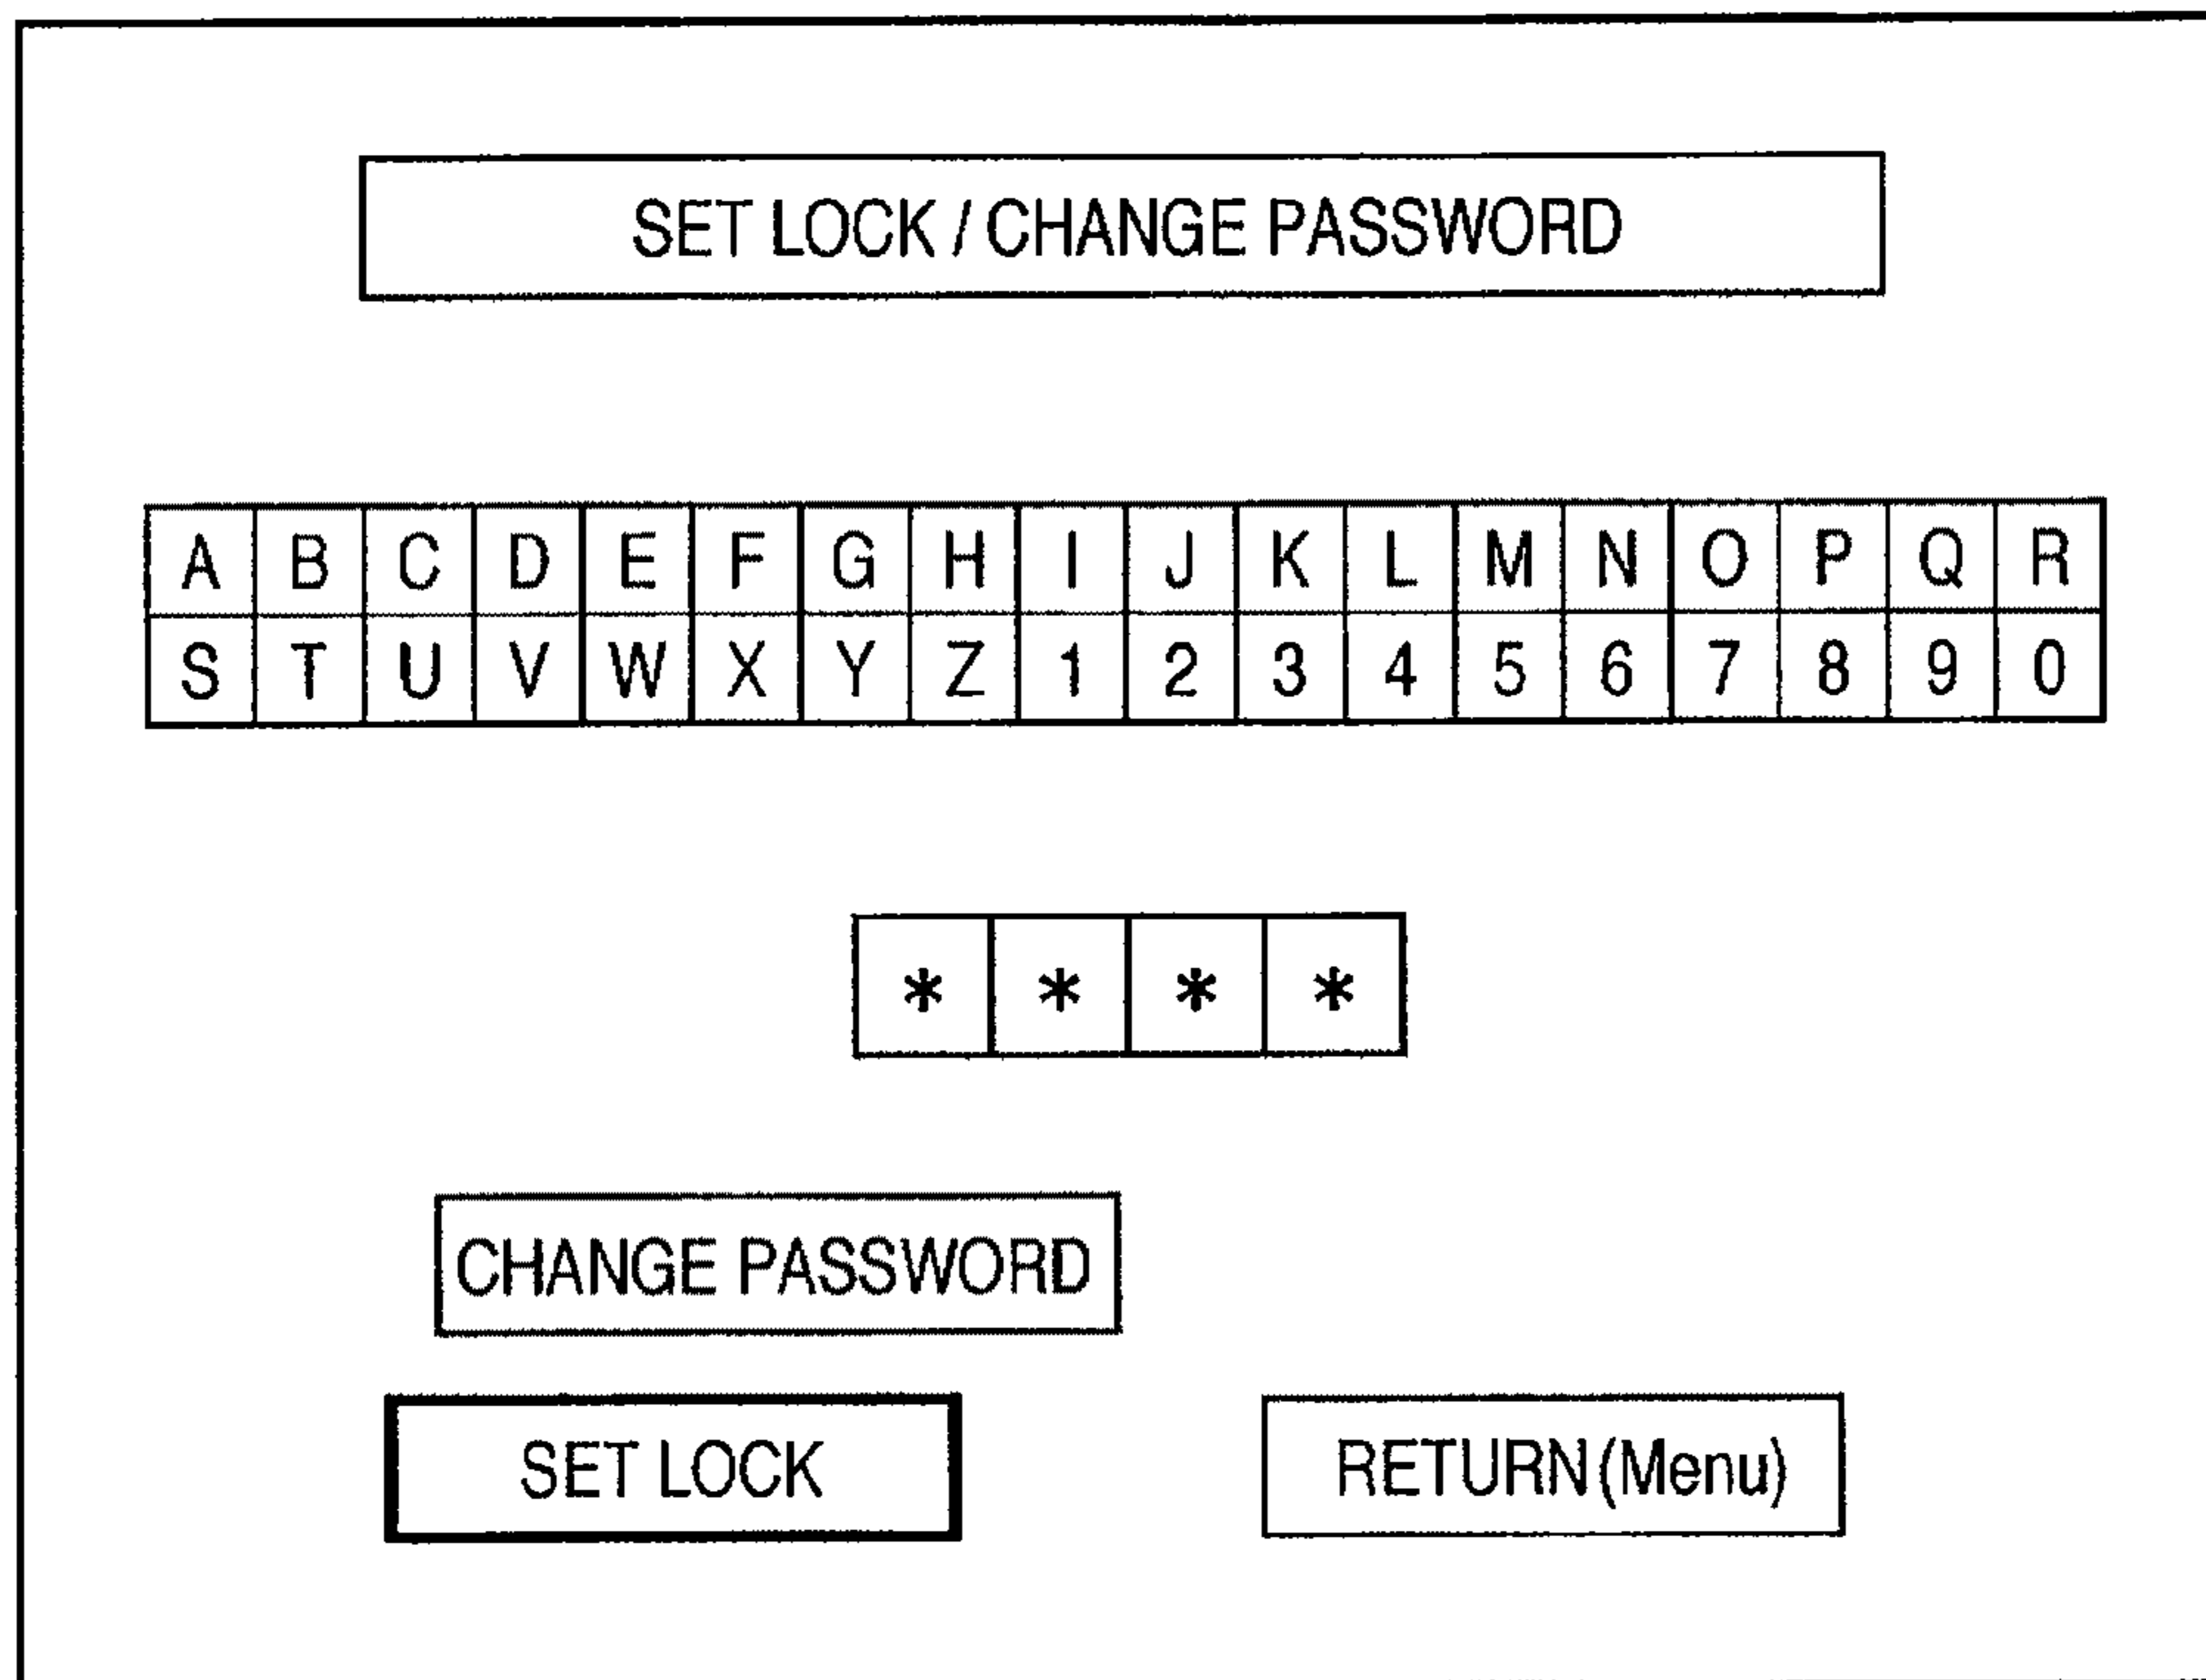 SET LOCK / CHANGE PASSWORD
A B C D E F G H I J K L M N O P Q R
S T U V W X Y Z 1 2 3 4 5 6 7 8 9 0
* * * *
CHANGE PASSWORD
SET LOCK RETURN(Menu)